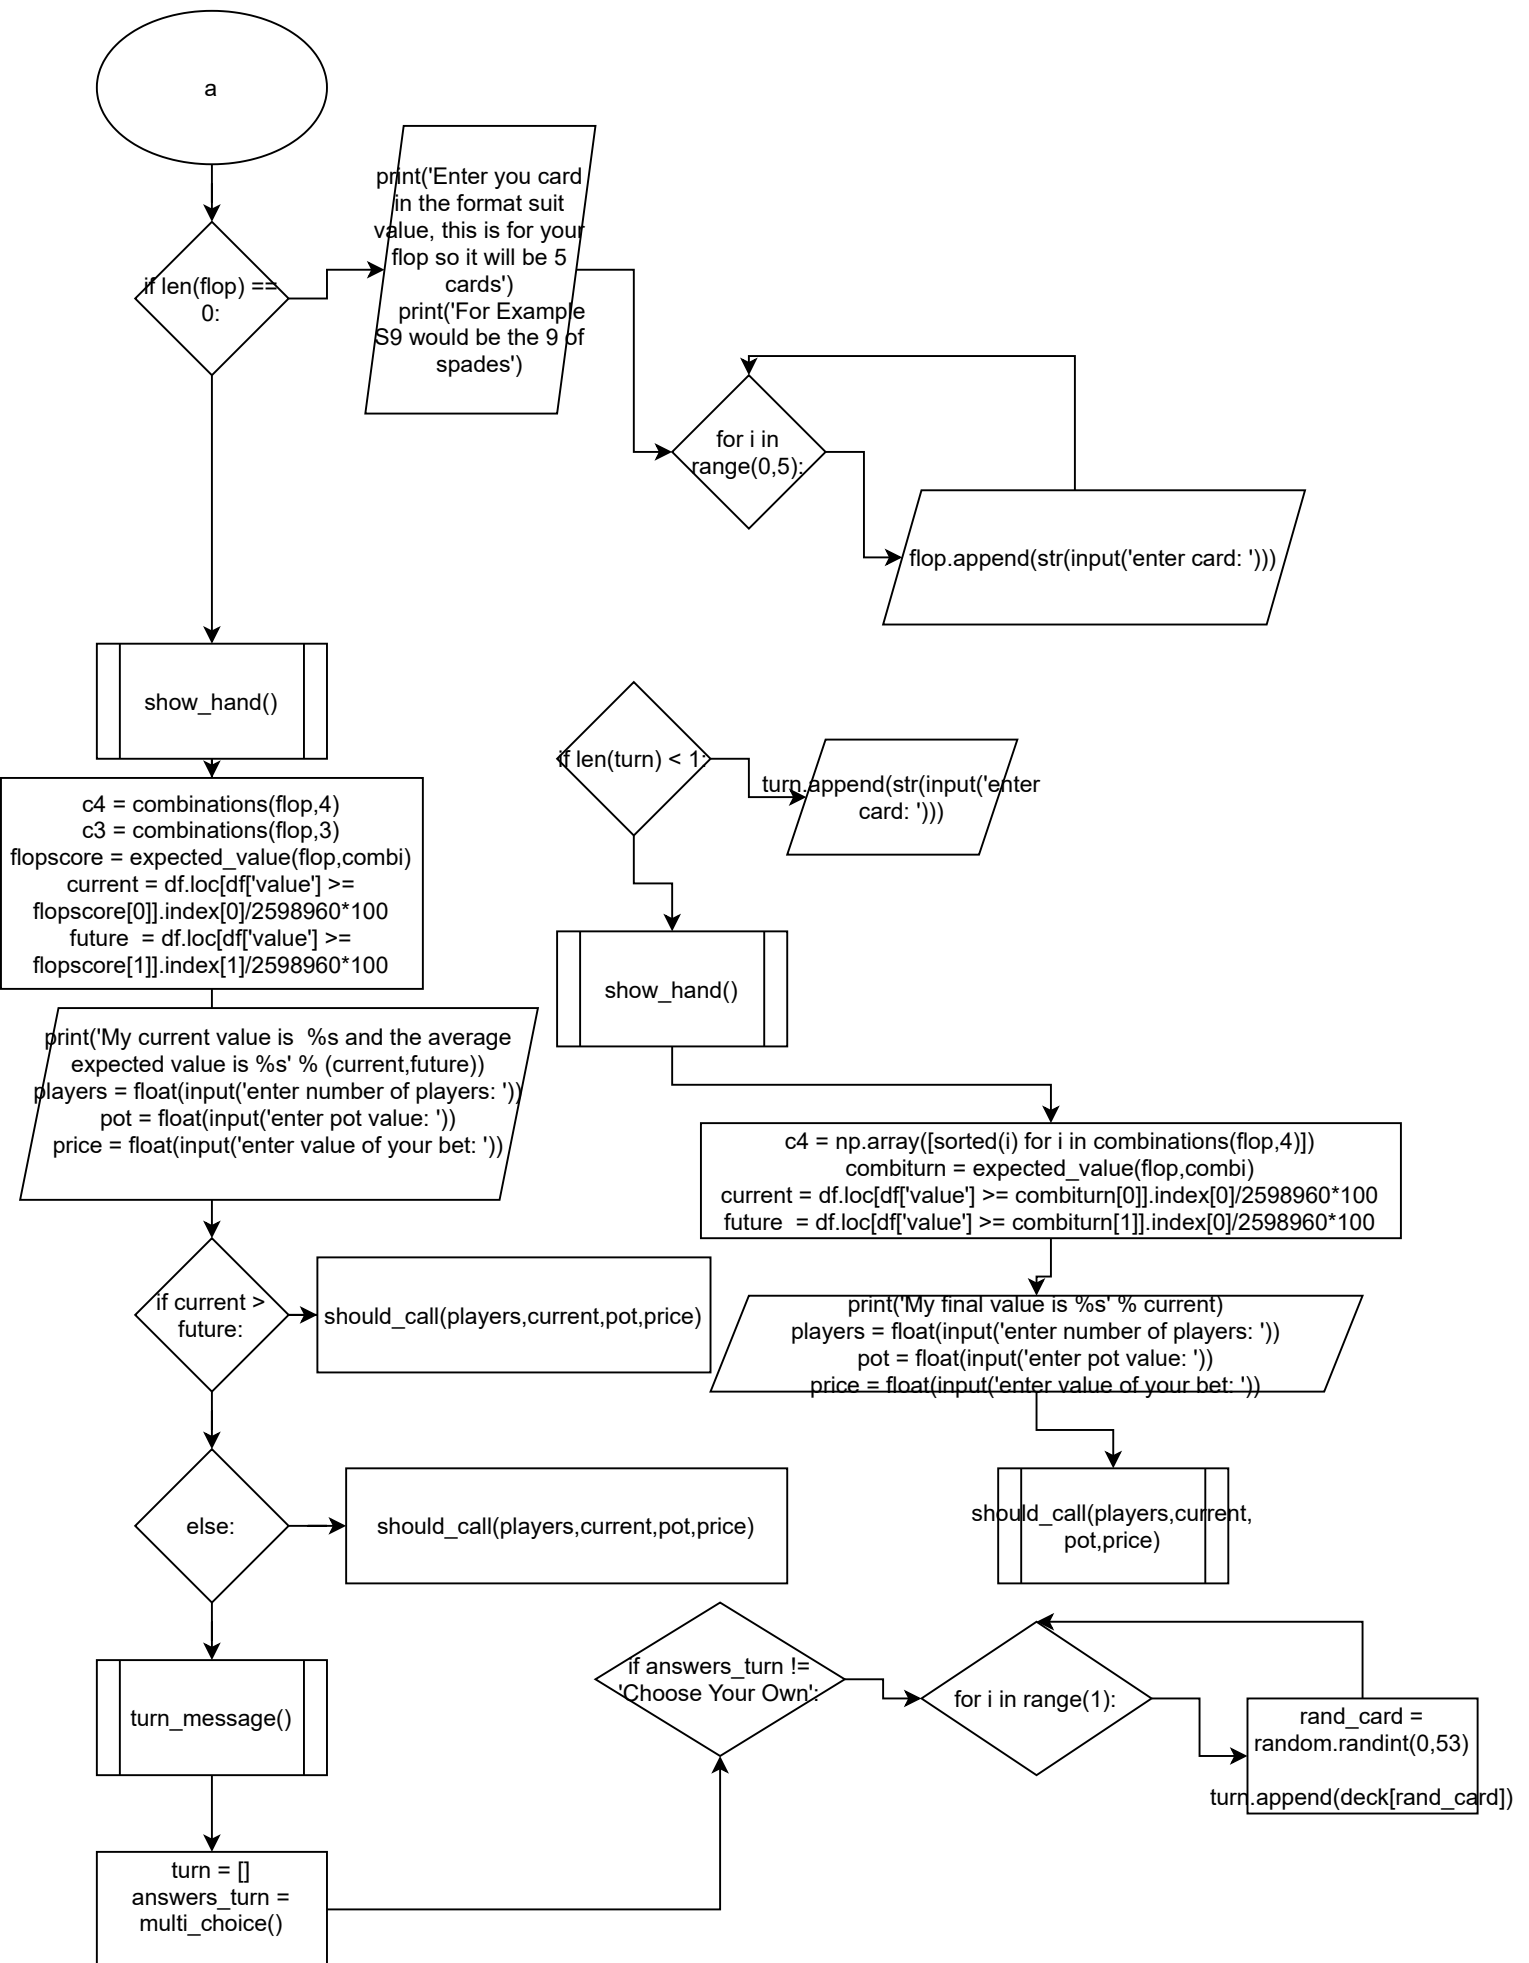 a
if len(flop) ==
0:
print('Enter you card
in the format suit
value, this is for your
flop so it will be 5
cards')
print('For Example
S9 would be the 9 of
spades')
for i in
range(0,5):
flop.append(str(input('enter card: ')))
show_hand()
c4 = combinations(flop,4)
c3 = combinations(flop,3)
flopscore = expected_value(flop,combi)
current = df.loc[df['value'] >=
flopscore[0]].index[0]/2598960*100
future  = df.loc[df['value'] >=
flopscore[1]].index[1]/2598960*100
print('My current value is  %s and the average
expected value is %s' % (current,future))
players = float(input('enter number of players: '))
pot = float(input('enter pot value: '))
price = float(input('enter value of your bet: '))
if current >
future:
should_call(players,current,pot,price)
else:
should_call(players,current,pot,price)
turn_message()
turn = []
answers_turn =
multi_choice()
if answers_turn !=
'Choose Your Own':
for i in range(1):
rand_card =
random.randint(0,53)
turn.append(deck[rand_card])
if len(turn) < 1:
turn.append(str(input('enter
card: ')))
show_hand()
c4 = np.array([sorted(i) for i in combinations(flop,4)])
combiturn = expected_value(flop,combi)
current = df.loc[df['value'] >= combiturn[0]].index[0]/2598960*100
future  = df.loc[df['value'] >= combiturn[1]].index[0]/2598960*100
print('My final value is %s' % current)
players = float(input('enter number of players: '))
pot = float(input('enter pot value: '))
price = float(input('enter value of your bet: '))
should_call(players,current,
pot,price)